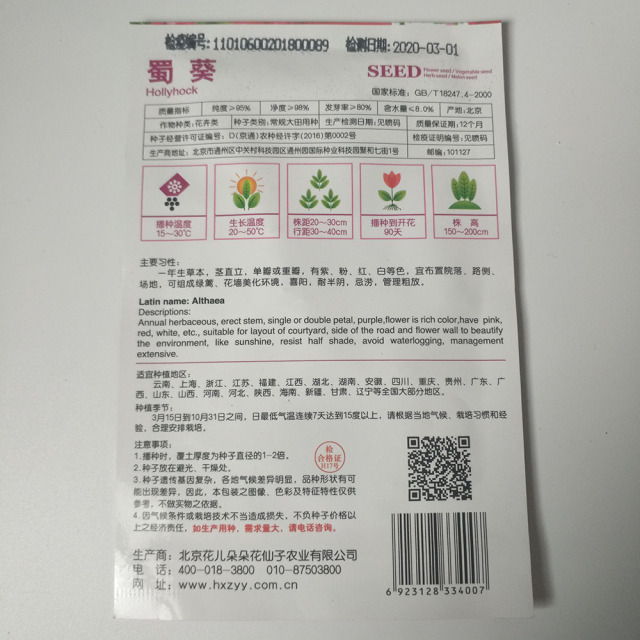 检疫编号:11010600201800089 检测日期:2020-03-01
蜀葵
Hollyhock
SEED Flower seed / Vegetable seed
Herb seed / Melon seed
国家标准：GB/T18247.4-2000
质量指标 纯度≥95% 净度≥98% 发芽率≥80% 含水量≤8.0% 产地:北京
作物种类:花卉类 种子类别:常规大田用种 生产检测日期:见喷码 质量保证期:12个月
种子经营许可证编号：D(京通)农种经许字(2016)第0002号 检疫证明编号:见喷码
生产商地址：北京市通州区中关村科技园区通州园国际种业科技园聚和七街1号 邮编:101127
播种温度
15～30℃
生长温度
20～50℃
株距20～30cm
行距30～40cm
播种到开花
90天
株 高
150～200cm
主要习性：
一年生草本，茎直立，单瓣或重瓣，有紫、粉、红、白等色，宜布置院落、路侧、
场地，可组成绿篱、花墙美化环境，喜阳，耐半阴，忌涝，管理粗放。
Latin name: Althaea
Descriptions:
Annual herbaceous, erect stem, single or double petal, purple,flower is rich color,have pink,
red, white, etc., suitable for layout of courtyard, side of the road and flower wall to beautify
the environment, like sunshine, resist half shade, avoid waterlogging, management
extensive.
适宜种植地区：
云南、上海、浙江、江苏、福建、江西、湖北、湖南、安徽、四川、重庆、贵州、广东、广
西、山东、山西、河南、河北、陕西、海南、新疆、甘肃、辽宁等全国大部分地区。
种植季节：
3月15日到10月31日之间，日最低气温连续7天达到15度以上，请根据当地气候、栽培习惯和经
验，合理安排栽培。
注意事项：
1.播种时，覆土厚度为种子直径的1-2倍。
2.种子放在避光、干燥处。
3.种子遗传基因复杂，各地气候差异明显，品种形状有可
能出现差异，因此，本包装之图像、色彩及特征特性仅供
参考，不做实物之依据。
4.因气候条件或栽培技术不当造成损失，不负种子价格以
上之经济责任，如生产用种，需求量大，请电话咨询。
检
合格证
H17号
生产商：北京花儿朵朵花仙子农业有限公司
电 话：400-018-3800 010-87503800
网 址：www.hxzyy.com.cn
6 923128 334007